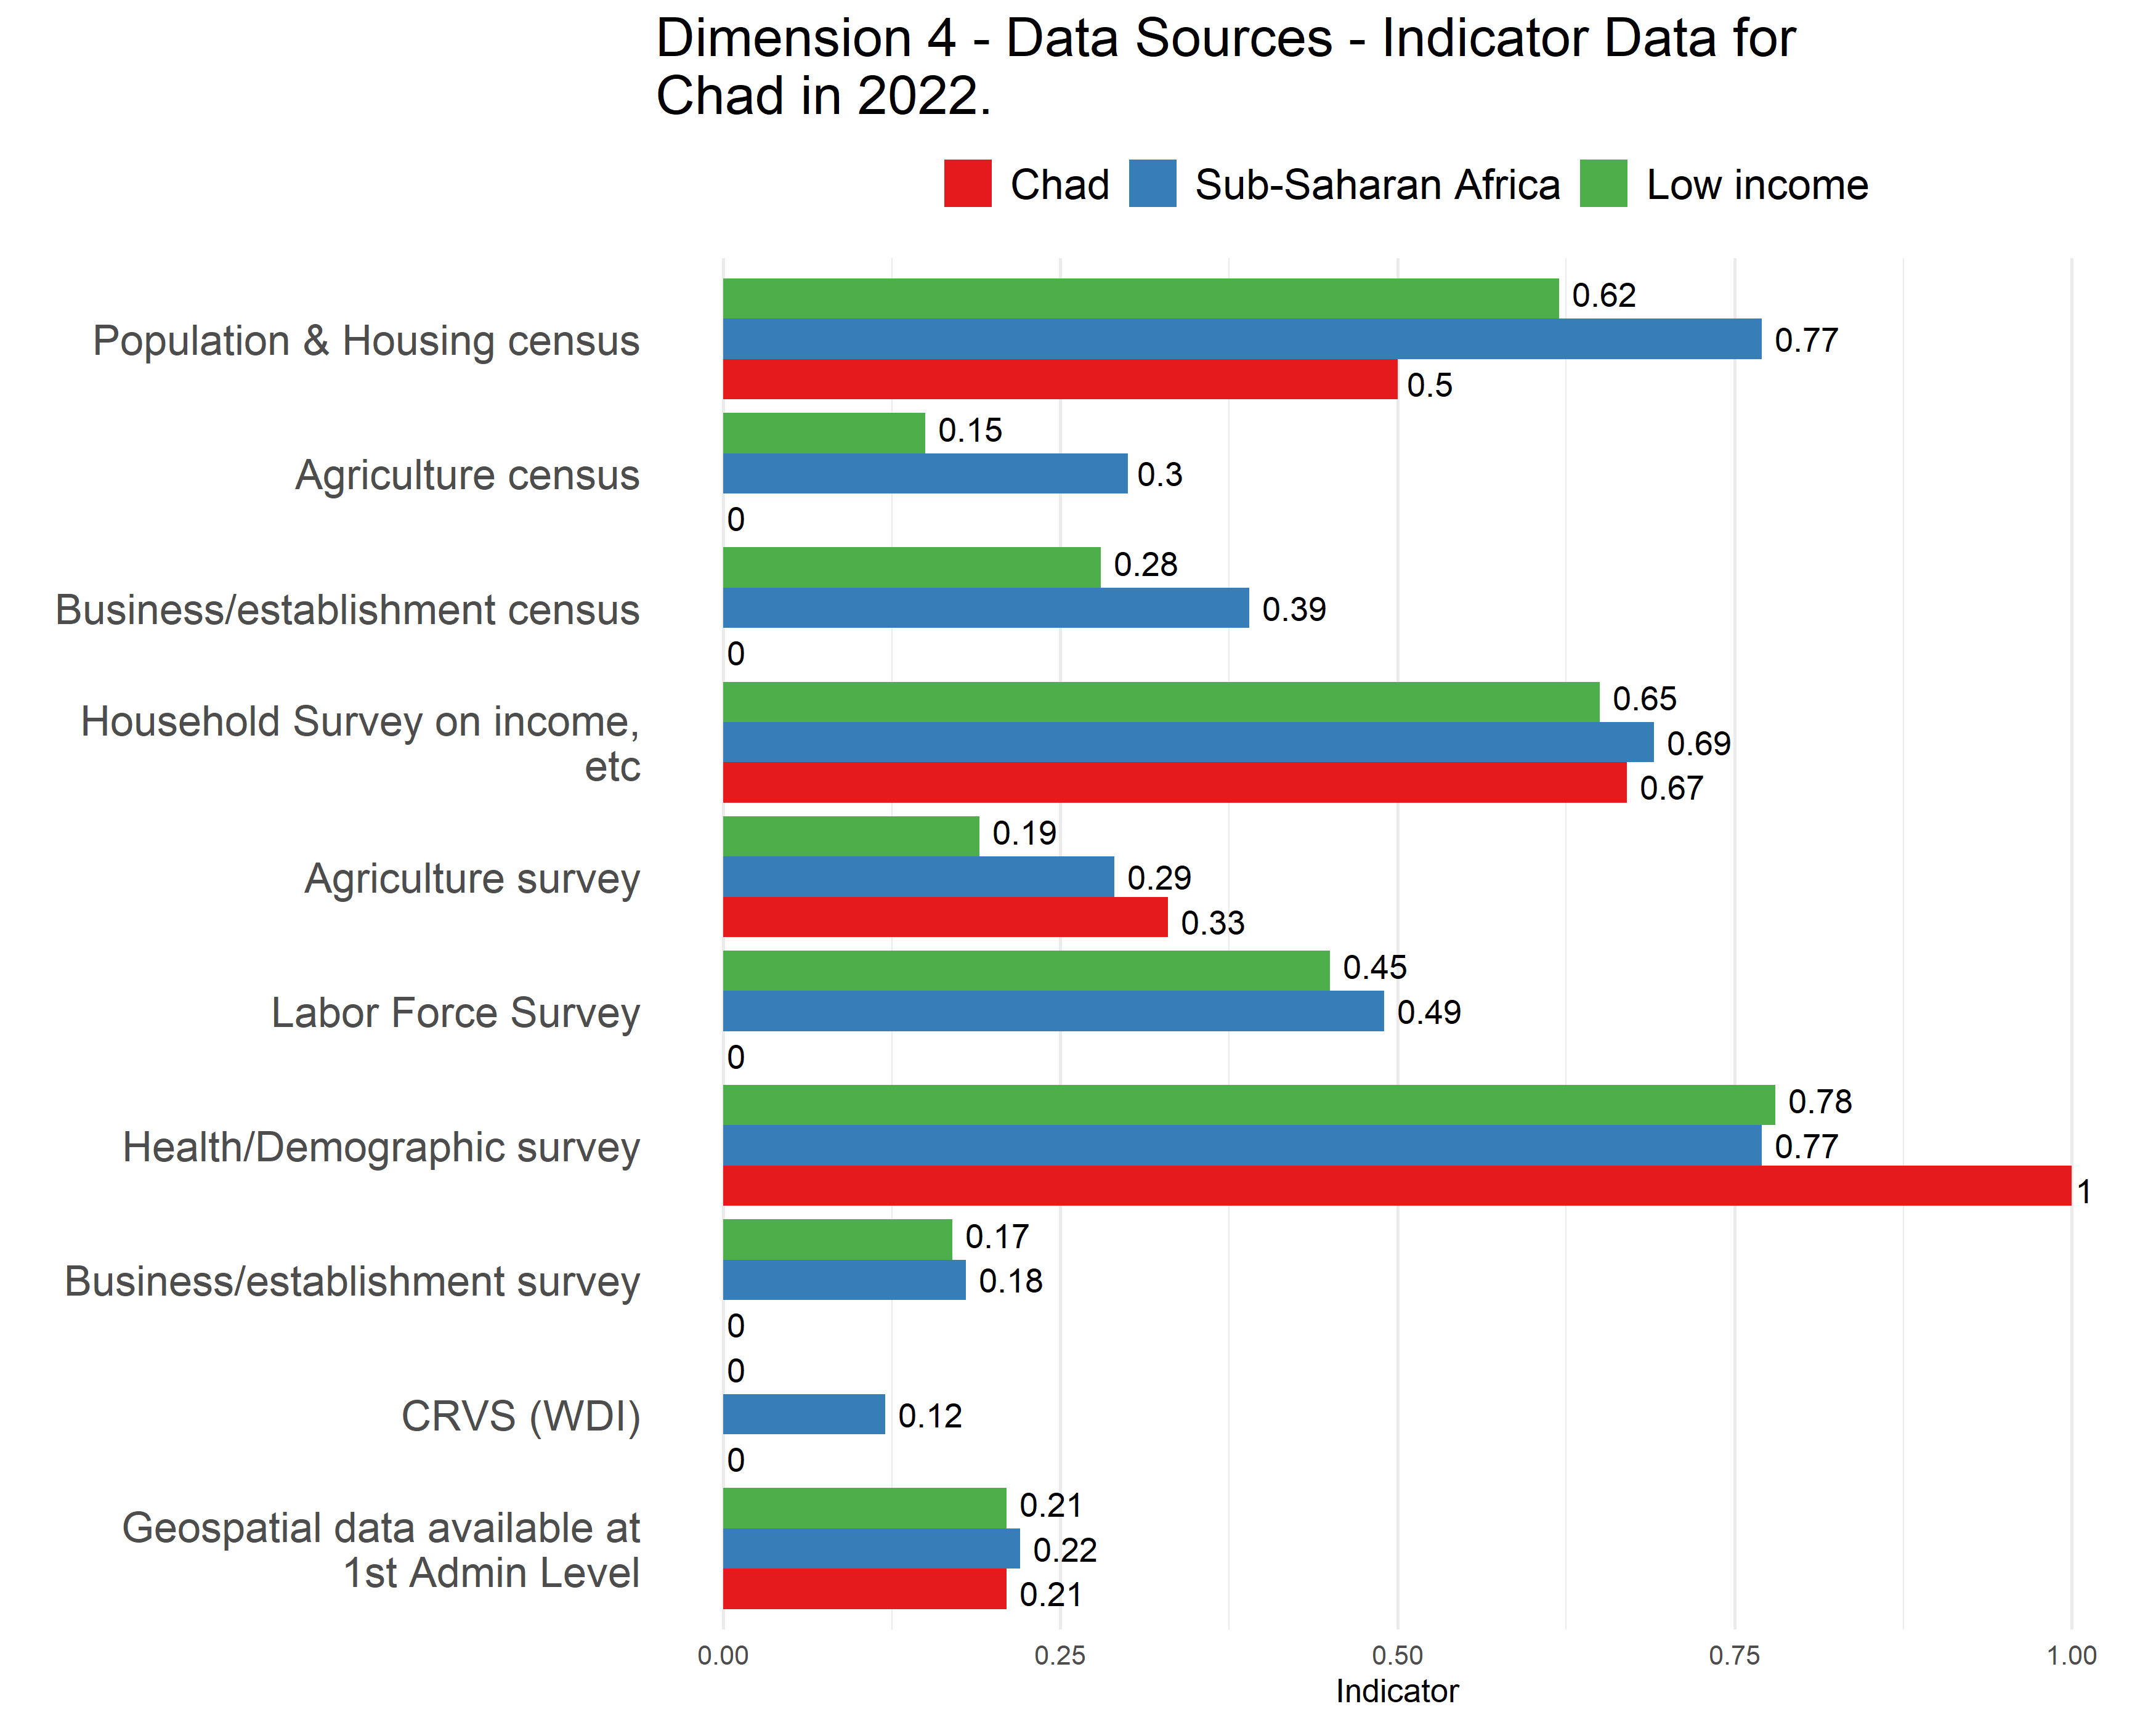 Dimension 4 - Data Sources - Indicator Data for
Chad in 2022.
Chad Sub-Saharan Africa Low income
Population & Housing census
0.62
0.77
0.5
Agriculture census
0.15
0.3
0
Business/establishment census
0.28
0.39
0
Household Survey on income,
etc
0.65
0.69
0.67
Agriculture survey
0.19
0.29
0.33
Labor Force Survey
0.45
0.49
0
Health/Demographic survey
0.78
0.77
1
Business/establishment survey
0.17
0.18
0
CRVS (WDI)
0
0.12
0
Geospatial data available at
1st Admin Level
0.21
0.22
0.21
0.00 0.25 0.50 0.75 1.00
Indicator